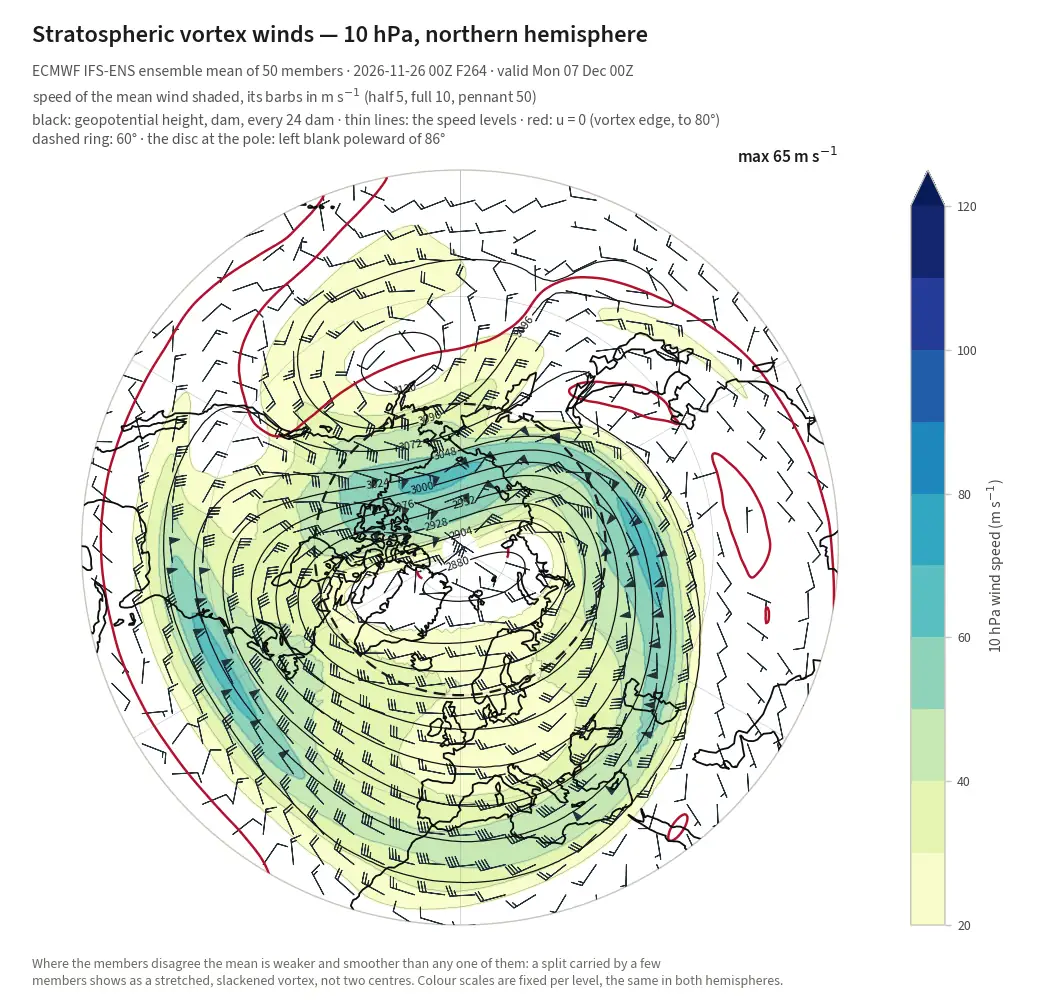 Stratospheric vortex winds — 10 hPa, northern hemisphere
ECMWF IFS-ENS ensemble mean of 50 members · 2026-11-26 00Z F264 · valid Mon 07 Dec 00Z
speed of the mean wind shaded, its barbs in m s⁻¹ (half 5, full 10, pennant 50)
black: geopotential height, dam, every 24 dam · thin lines: the speed levels · red: u = 0 (vortex edge, to 80°)
dashed ring: 60° · the disc at the pole: left blank poleward of 86°
max 65 m s⁻¹
120
100
80
60
40
20
10 hPa wind speed (m s⁻¹)
3096
3072
3048
3024
3000
2952
2928
2904
2880
Where the members disagree the mean is weaker and smoother than any one of them: a split carried by a few
members shows as a stretched, slackened vortex, not two centres. Colour scales are fixed per level, the same in both hemispheres.